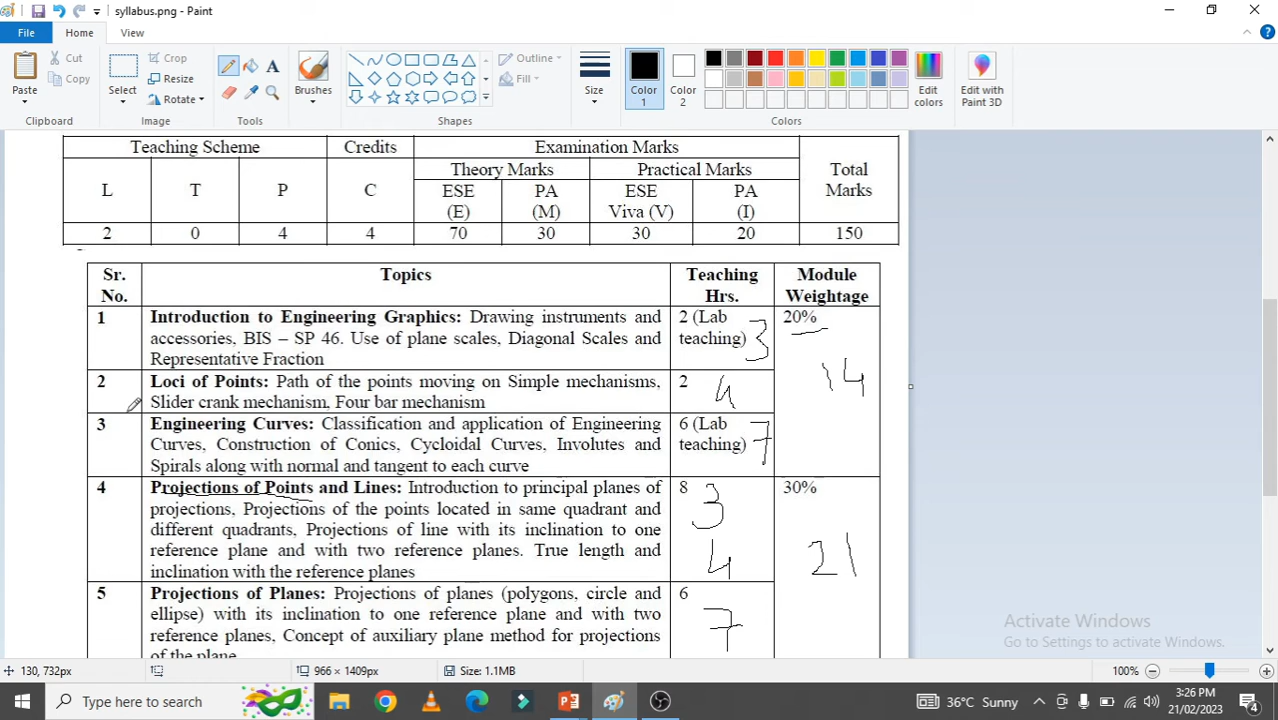 syllabus.png - Paint
File
Home
View
Paste
Cut
Copy
Clipboard
Select
Crop
Resize
Rotate
Image
Tools
Brushes
Shapes
Outline
Fill
Size
Color 1
Color 2
Edit colors
Edit with Paint 3D
Colors
Teaching Scheme Credits Examination Marks Total Marks
Theory Marks Practical Marks
L T P C ESE (E) PA (M) ESE Viva (V) PA (I)
2 0 4 4 70 30 30 20 150
Sr. No. Topics Teaching Hrs. Module Weightage
1 Introduction to Engineering Graphics: Drawing instruments and 2 (Lab 20%
accessories, BIS – SP 46. Use of plane scales, Diagonal Scales and teaching) 3
Representative Fraction
14
2 Loci of Points: Path of the points moving on Simple mechanisms, 2 4
Slider crank mechanism, Four bar mechanism
3 Engineering Curves: Classification and application of Engineering 6 (Lab
Curves, Construction of Conics, Cycloidal Curves, Involutes and teaching) 7
Spirals along with normal and tangent to each curve
4 Projections of Points and Lines: Introduction to principal planes of 8 30%
projections, Projections of the points located in same quadrant and 3
different quadrants, Projections of line with its inclination to one
reference plane and with two reference planes. True length and 4 21
inclination with the reference planes
5 Projections of Planes: Projections of planes (polygons, circle and 6
ellipse) with its inclination to one reference plane and with two
reference planes, Concept of auxiliary plane method for projections 7
of the plane
Activate Windows
Go to Settings to activate Windows.
130, 732px
966 × 1409px
Size: 1.1MB
100%
Type here to search
36°C Sunny
3:26 PM
21/02/2023
4